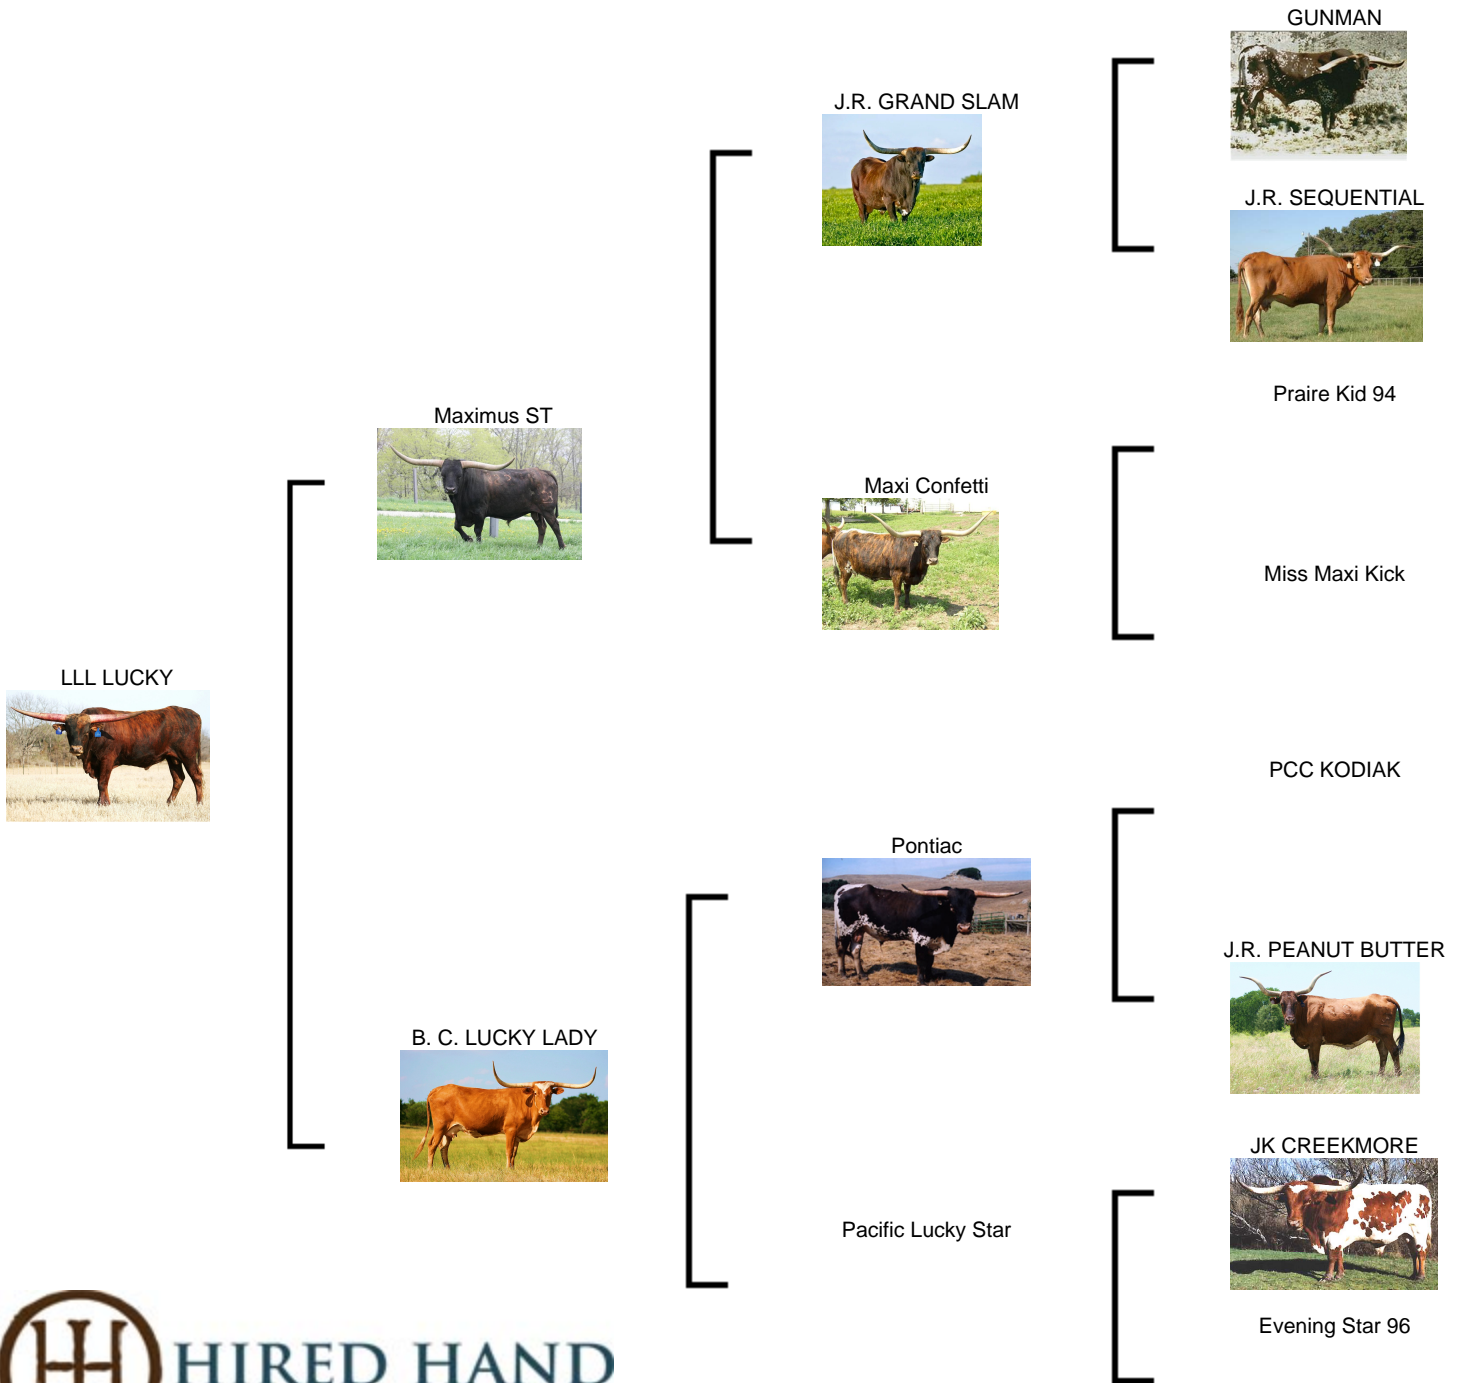 GUNMAN
J.R. GRAND SLAM
J.R. SEQUENTIAL
Praire Kid 94
Maximus ST
Maxi Confetti
Miss Maxi Kick
LLL LUCKY
PCC KODIAK
Pontiac
J.R. PEANUT BUTTER
B. C. LUCKY LADY
JK CREEKMORE
Pacific Lucky Star
Evening Star 96
HIRED HAND